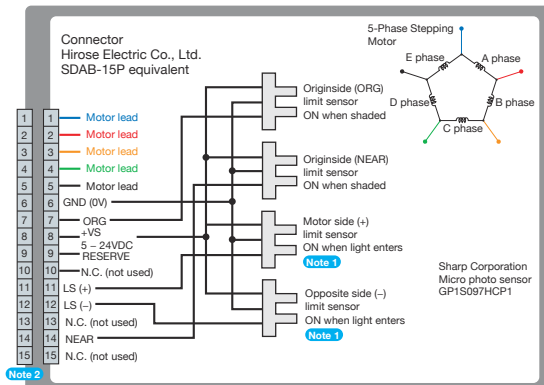 Connector
Hirose Electric Co., Ltd.
SDAB-15P equivalent
5-Phase Stepping
Motor
E phase
A phase
D phase
B phase
C phase
1 1 Motor lead
2 2 Motor lead
3 3 Motor lead
4 4 Motor lead
5 5 Motor lead
6 6 GND (0V)
7 7 ORG
8 8 +VS
5 – 24VDC
9 9 RESERVE
10 10 N.C. (not used)
11 11 LS (+)
12 12 LS (–)
13 13 N.C. (not used)
14 14 NEAR
15 15 N.C. (not used)
Note 2
Originside (ORG)
limit sensor
ON when shaded
Originside (NEAR)
limit sensor
ON when shaded
Motor side (+)
limit sensor
ON when light enters
Note 1
Opposite side (–)
limit sensor
ON when light enters
Note 1
Sharp Corporation
Micro photo sensor
GP1S097HCP1